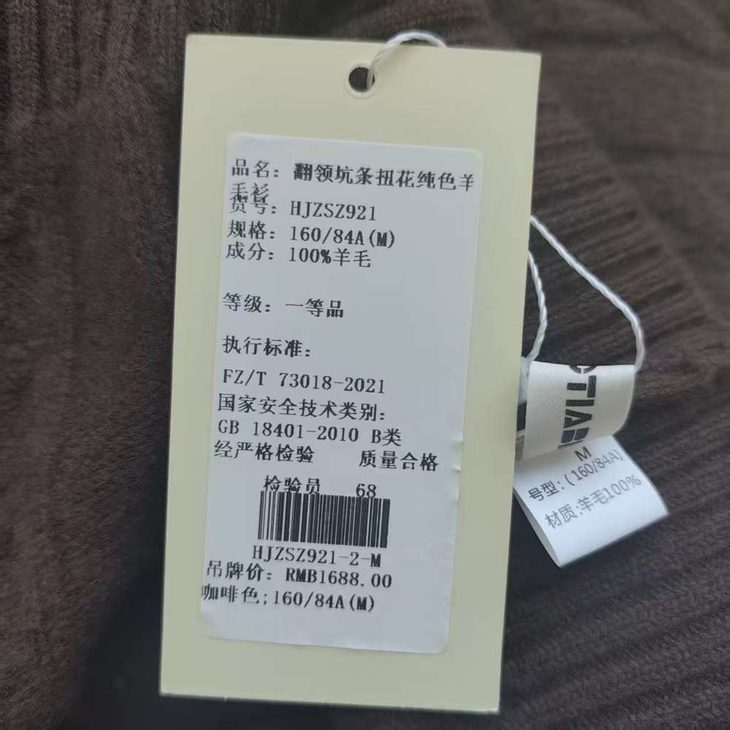 品名：翻领坑条扭花纯色羊
毛衫
货号：HJZSZ921
规格：160/84A(M)
成分：100%羊毛
等级：一等品
执行标准：
FZ/T 73018-2021
国家安全技术类别：
GB 18401-2010 B类
经严格检验 质量合格
检验员 68
HJZSZ921-2-M
吊牌价：RMB1688.00
咖啡色;160/84A(M)
M
号型：(160/84A)
材质:羊毛100%